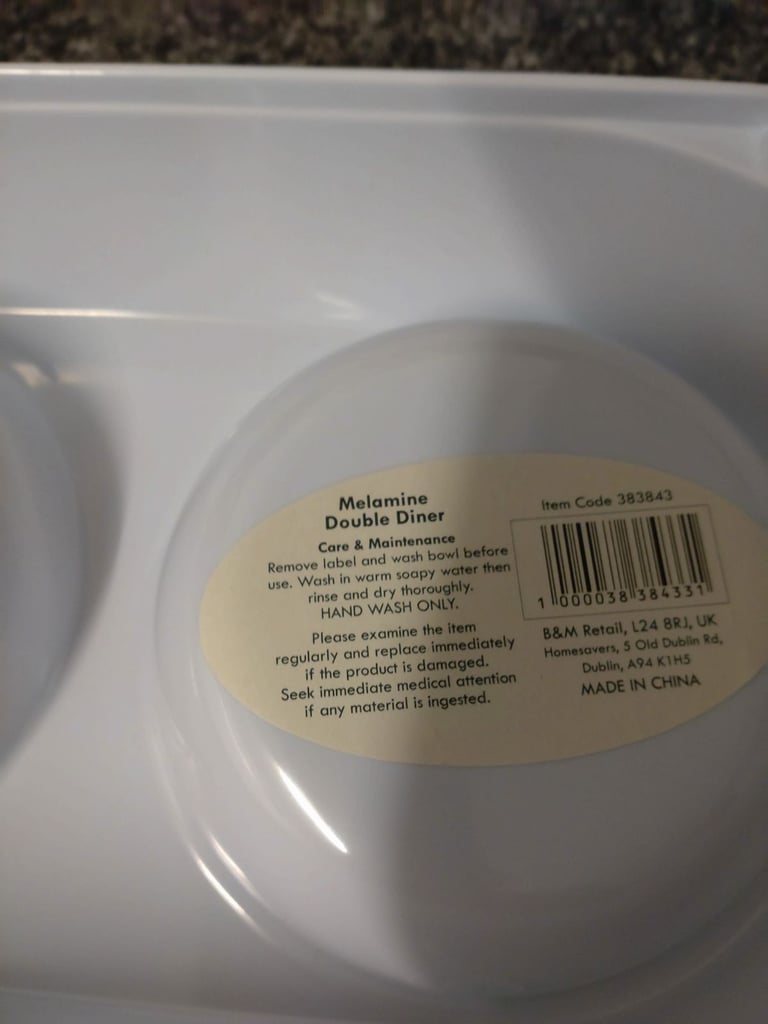 Melamine
Double Diner
Care & Maintenance
Remove label and wash bowl before
use. Wash in warm soapy water then
rinse and dry thoroughly.
HAND WASH ONLY.
Please examine the item
regularly and replace immediately
if the product is damaged.
Seek immediate medical attention
if any material is ingested.
Item Code 383843
1 000038 384331
B&M Retail, L24 8RJ, UK
Homesavers, 5 Old Dublin Rd,
Dublin, A94 K1H5
MADE IN CHINA